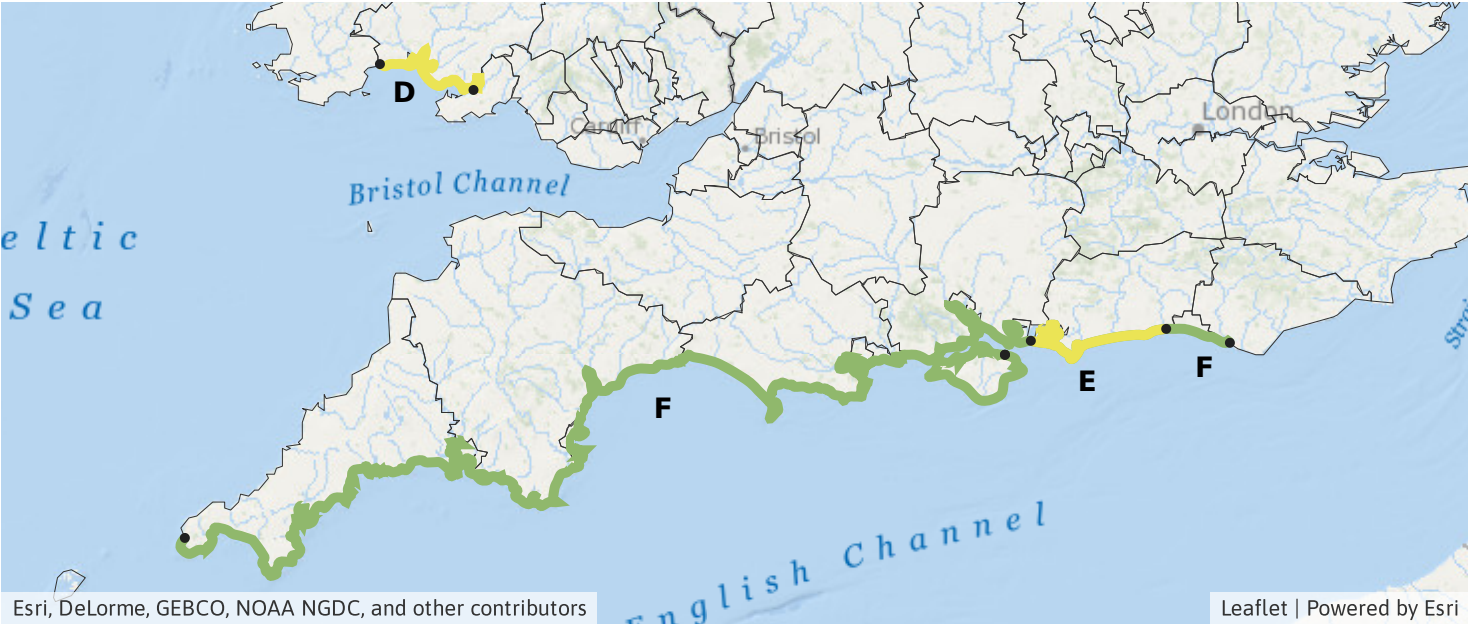 D
Cardiff
Bristol
London
Bristol Channel
eltic
Sea
F
E
F
English Channel
Esri, DeLorme, GEBCO, NOAA NGDC, and other contributors
Leaflet | Powered by Esri